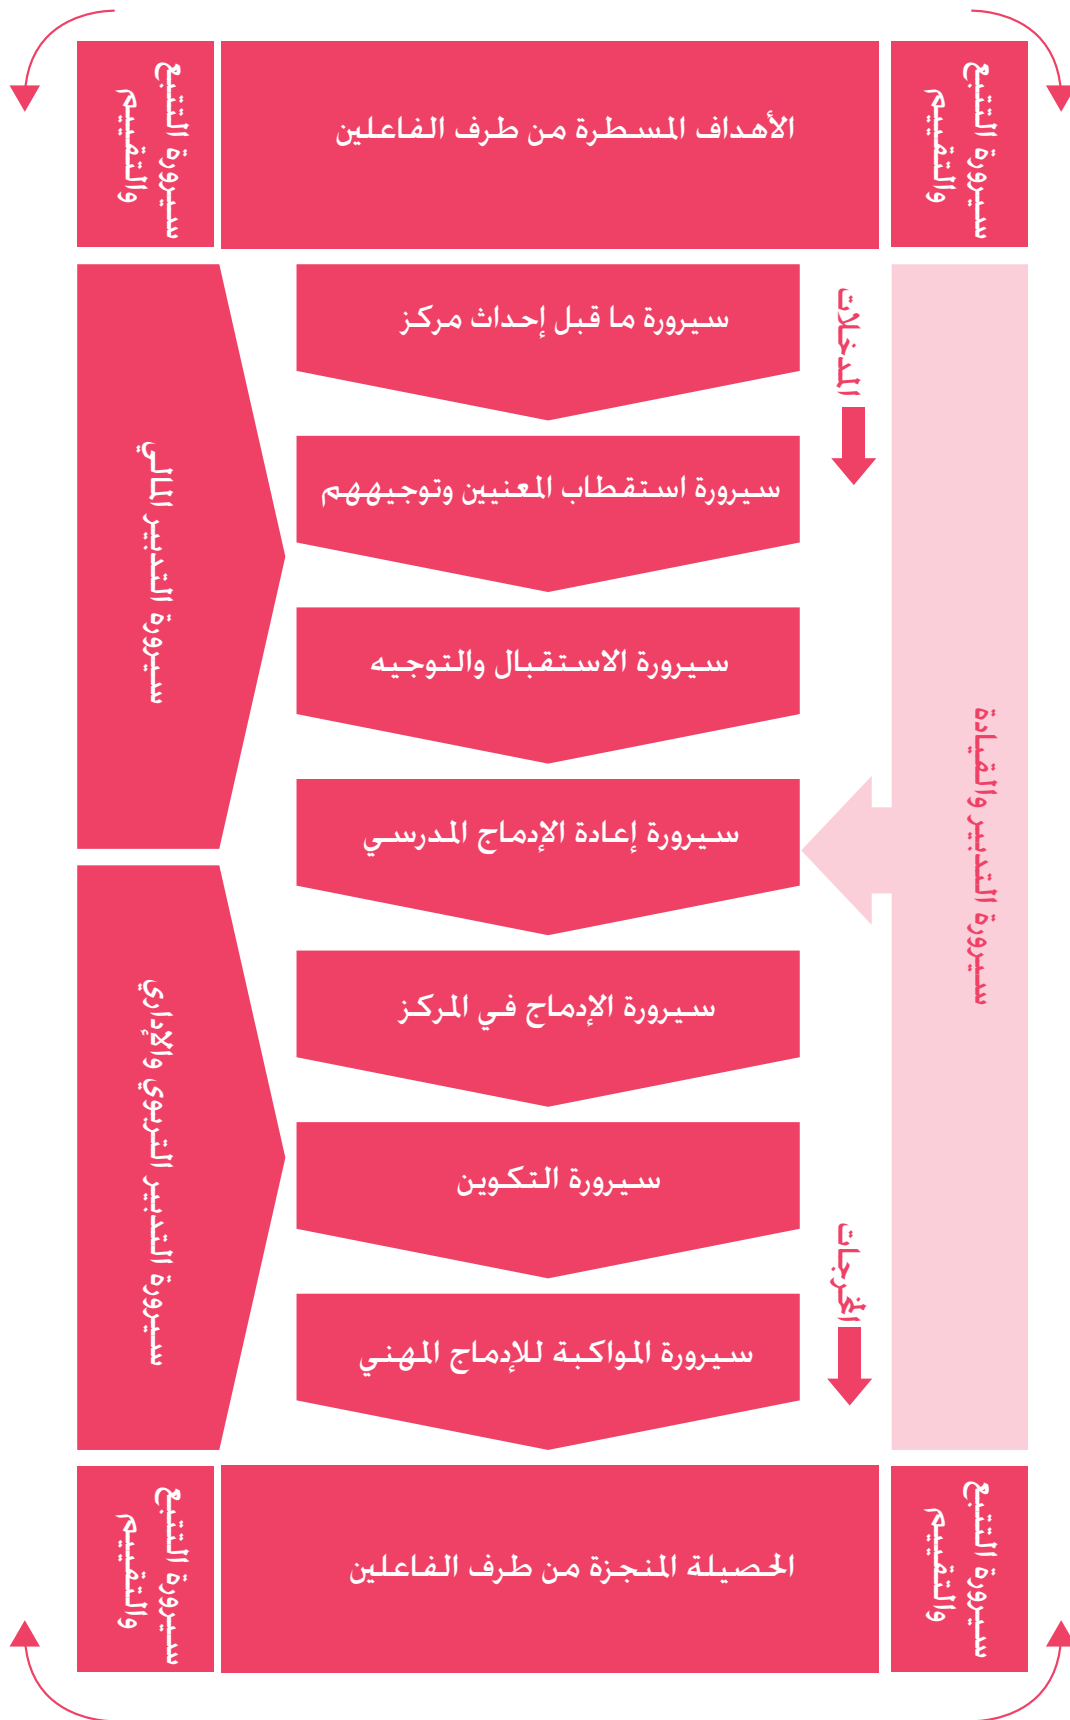 سيرورة التتبع
والتقييم
الأهداف المسطرة من طرف الفاعلين
سيرورة التتبع
والتقييم
المدخلات
سيرورة ما قبل إحداث مركز
سيرورة استقطاب المعنيين وتوجيههم
سيرورة الاستقبال والتوجيه
سيرورة إعادة الإدماج المدرسي
سيرورة الإدماج في المركز
سيرورة التكوين
سيرورة المواكبة للإدماج المهني
المخرجات
سيرورة التدبير والقيادة
سيرورة التدبير المالي
سيرورة التدبير التربوي والإداري
سيرورة التتبع
والتقييم
الحصيلة المنجزة من طرف الفاعلين
سيرورة التتبع
والتقييم